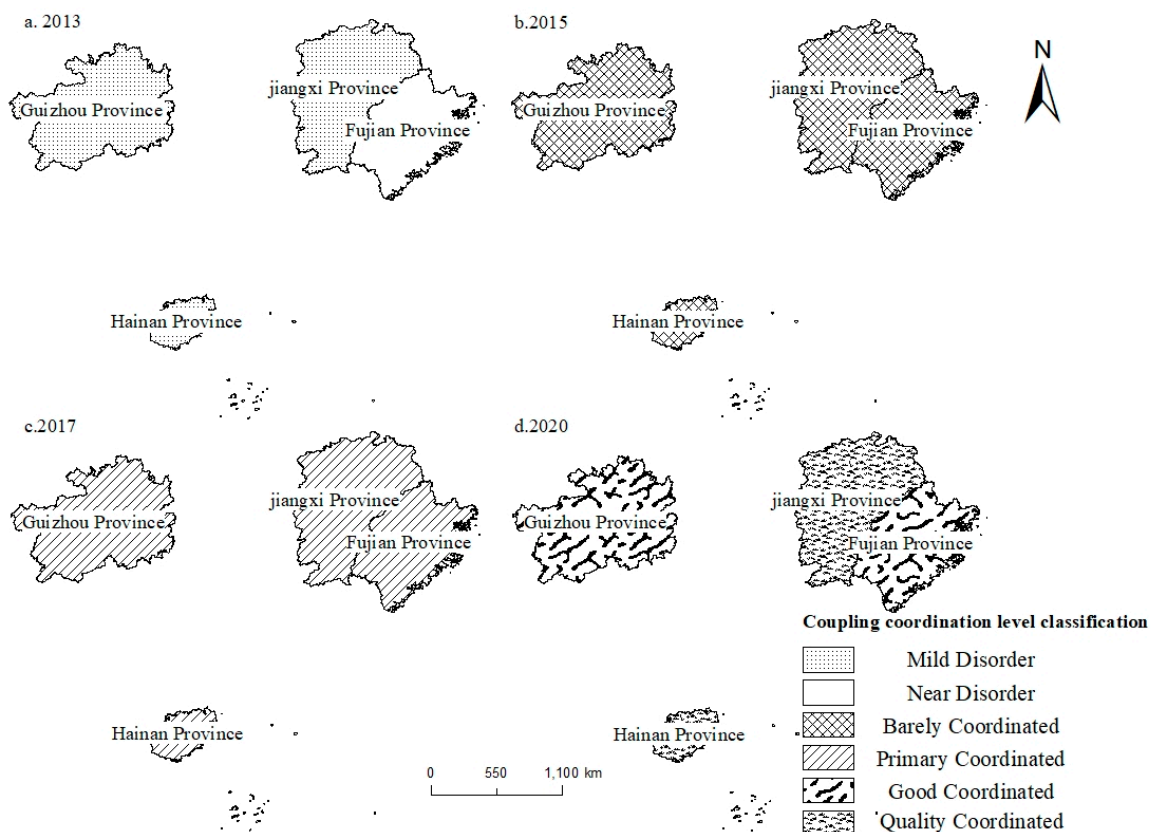 a. 2013
b. 2015
N
jiangxi Province
Guizhou Province
Fujian Province
jiangxi Province
Guizhou Province
Fujian Province
Hainan Province
Hainan Province
c.2017
d.2020
jiangxi Province
Guizhou Province
Fujian Province
jiangxi Province
Guizhou Province
Fujian Province
Hainan Province
Hainan Province
0 550 1,100 km
Coupling coordination level classification
Mild Disorder
Near Disorder
Barely Coordinated
Primary Coordinated
Good Coordinated
Quality Coordinated